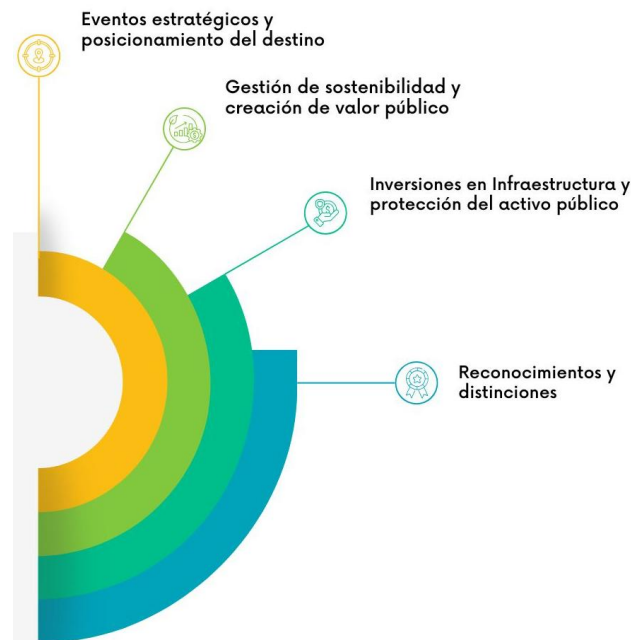 Eventos estratégicos y
posicionamiento del destino
Gestión de sostenibilidad y
creación de valor público
Inversiones en Infraestructura y
protección del activo público
Reconocimientos y
distinciones